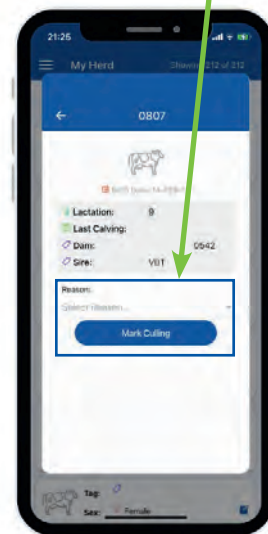 21:25
My Herd Showing 212 of 212
0807
Lactation: 9
Last Calving:
Dam: 0542
Sire: V01
Reason:
Select Reason...
Mark Culling
Tag:
Sex: Female